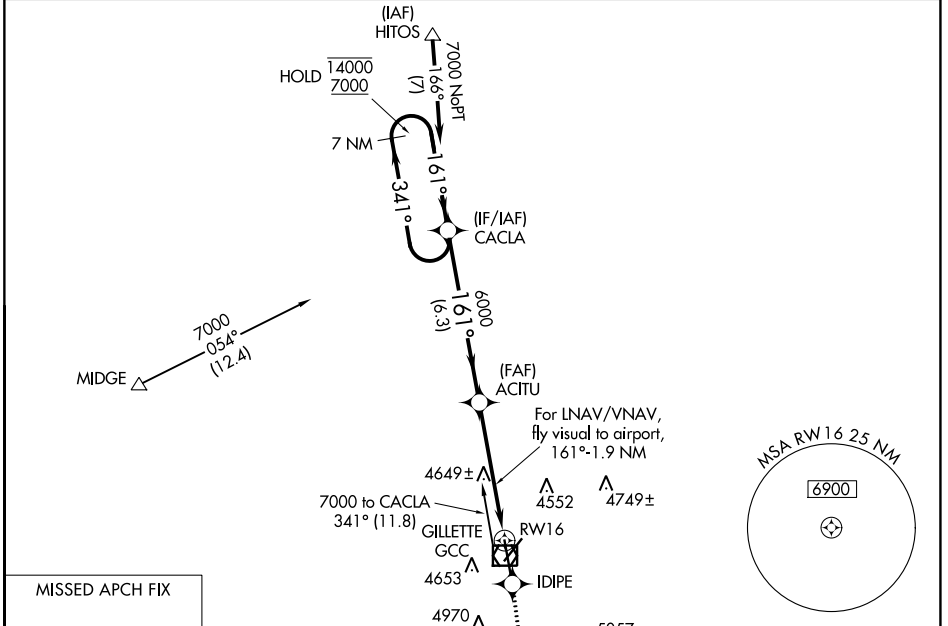 (IAF)
HITOS
HOLD 14000
7000
7000 NoPT
166°
(7)
7 NM
161°
341°
(IF/IAF)
CACLA
6000
161°
(6.3)
7000
054°
(12.4)
MIDGE
(FAF)
ACITU
For LNAV/VNAV,
fly visual to airport,
161°-1.9 NM
MSA RW16 25 NM
6900
4649±
4552
4749±
7000 to CACLA
341° (11.8)
GILLETTE
GCC
RW16
4653
IDIPE
MISSED APCH FIX
4970